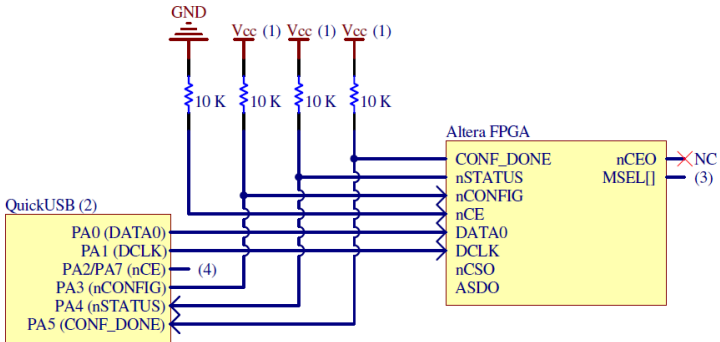 GND
Vcc (1) Vcc (1) Vcc (1)
10 K 10 K 10 K 10 K
Altera FPGA
CONF_DONE nCEO NC
nSTATUS MSEL[] (3)
nCONFIG
nCE
DATA0
DCLK
nCSO
ASDO
QuickUSB (2)
PA0 (DATA0)
PA1 (DCLK)
PA2/PA7 (nCE) (4)
PA3 (nCONFIG)
PA4 (nSTATUS)
PA5 (CONF_DONE)